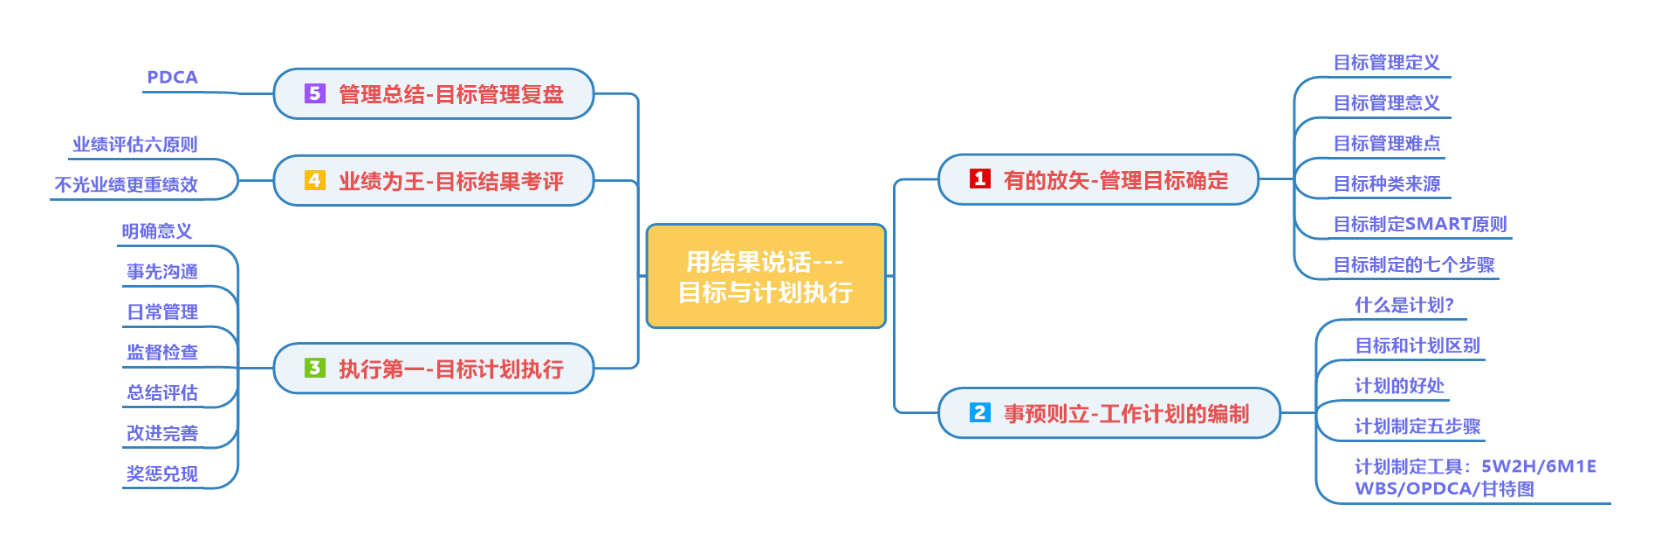 用结果说话---
目标与计划执行
1 有的放矢-管理目标确定
目标管理定义
目标管理意义
目标管理难点
目标种类来源
目标制定SMART原则
目标制定的七个步骤
2 事预则立-工作计划的编制
什么是计划?
目标和计划区别
计划的好处
计划制定五步骤
计划制定工具：5W2H/6M1E
WBS/OPDCA/甘特图
3 执行第一-目标计划执行
明确意义
事先沟通
日常管理
监督检查
总结评估
改进完善
奖惩兑现
4 业绩为王-目标结果考评
业绩评估六原则
不光业绩更重绩效
5 管理总结-目标管理复盘
PDCA